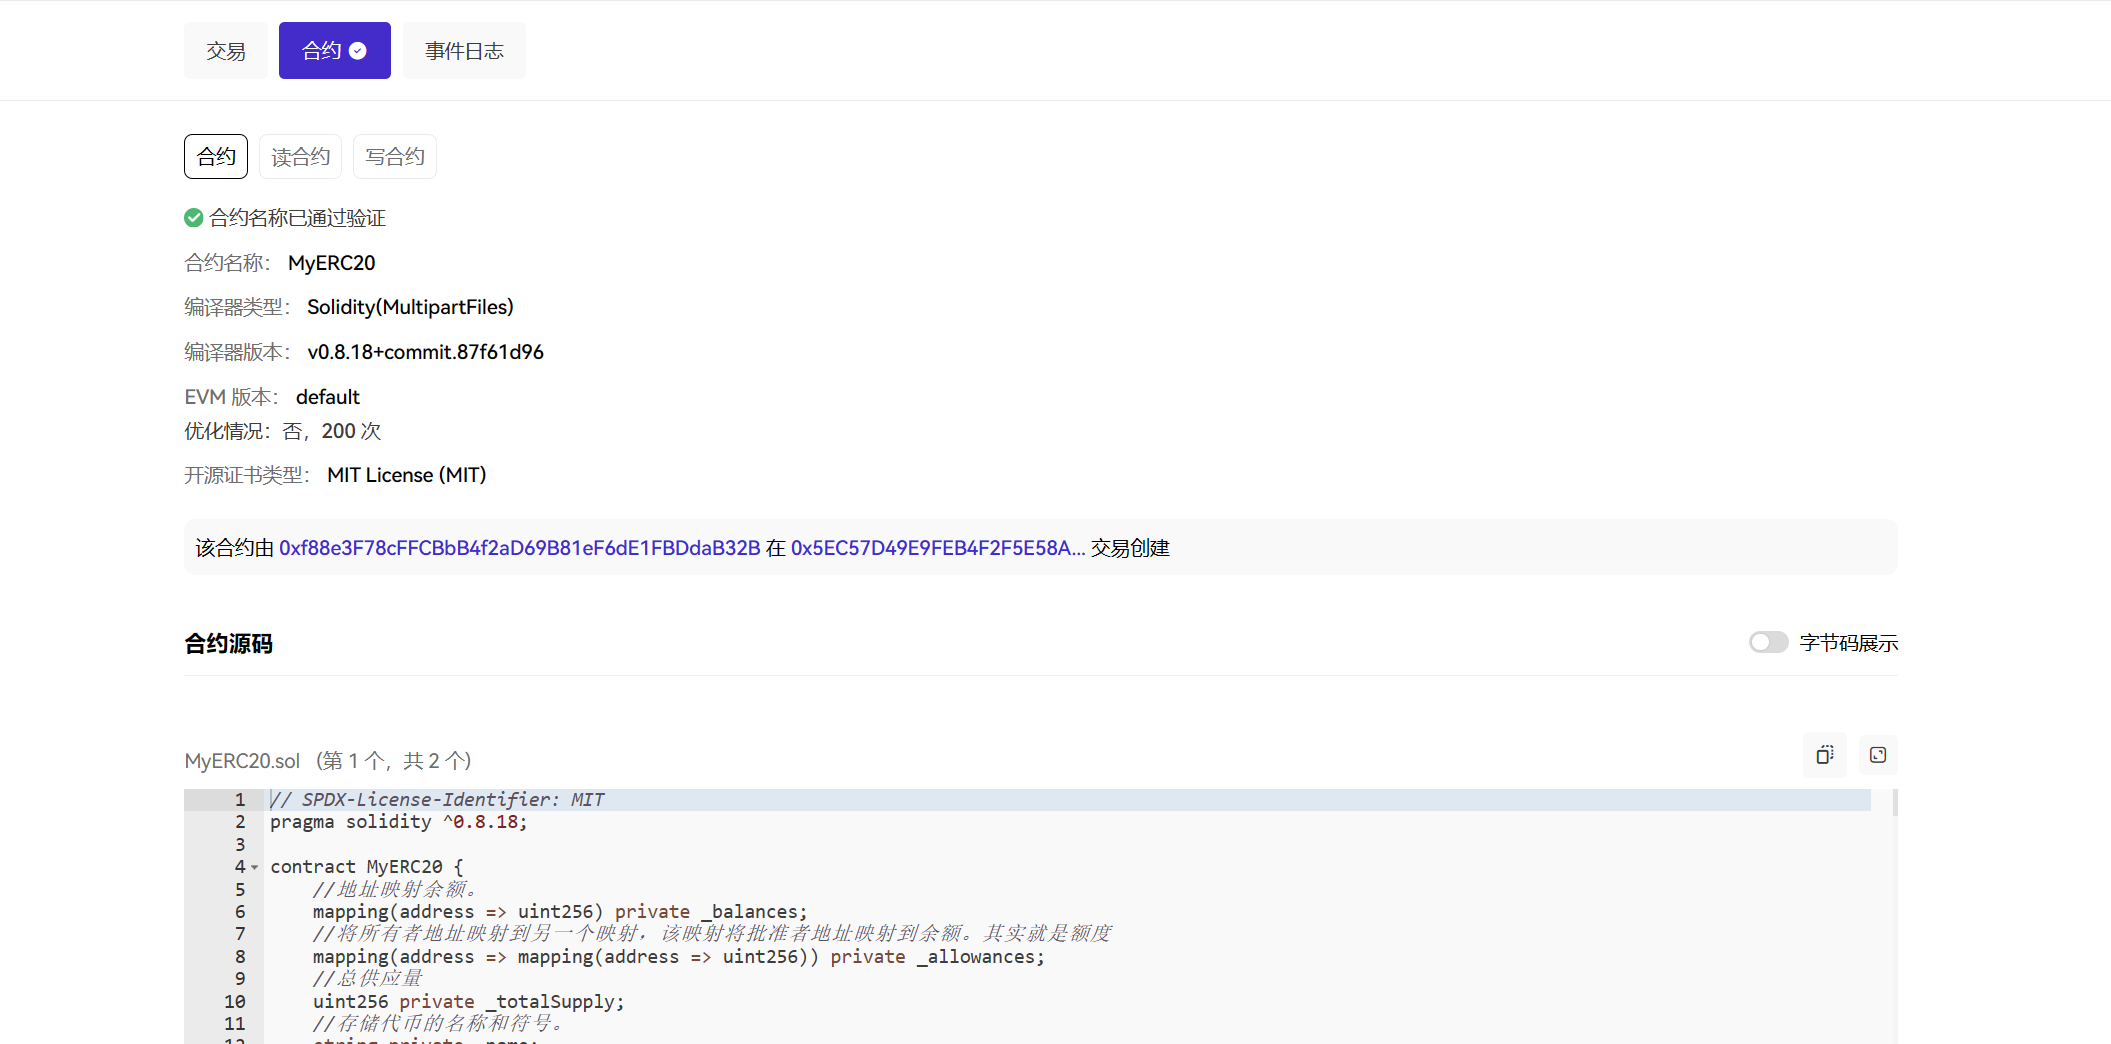 交易 合约 事件日志
合约 读合约 写合约
合约名称已通过验证
合约名称： MyERC20
编译器类型： Solidity(MultipartFiles)
编译器版本： v0.8.18+commit.87f61d96
EVM 版本： default
优化情况：否，200 次
开源证书类型： MIT License (MIT)
该合约由 0xf88e3F78cFFCBbB4f2aD69B81eF6dE1FBDdaB32B 在 0x5EC57D49E9FEB4F2F5E58A... 交易创建
合约源码 字节码展示
MyERC20.sol （第 1 个，共 2 个）
1 // SPDX-License-Identifier: MIT
2 pragma solidity ^0.8.18;
3
4 contract MyERC20 {
5 //地址映射余额。
6 mapping(address => uint256) private _balances;
7 //将所有者地址映射到另一个映射，该映射将批准者地址映射到余额。其实就是额度
8 mapping(address => mapping(address => uint256)) private _allowances;
9 //总供应量
10 uint256 private _totalSupply;
11 //存储代币的名称和符号。
12 string private _name;